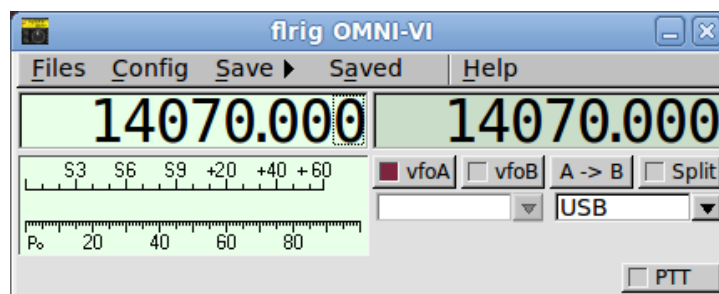 flrig OMNI-VI
Files Config Save Saved Help
14070.000 14070.000
S3 S6 S9 +20 +40 +60
vfoA vfoB A -> B Split
USB
Po 20 40 60 80
PTT